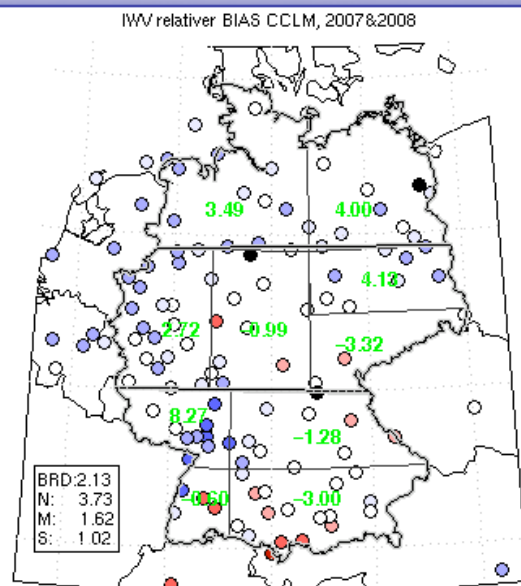 IWV relativer BIAS CCLM, 2007&2008
3.49
4.00
4.13
2.72
-0.99
-3.32
8.27
-1.28
-0.60
-3.00
BRD:2.13
N: 3.73
M: 1.62
S: 1.02